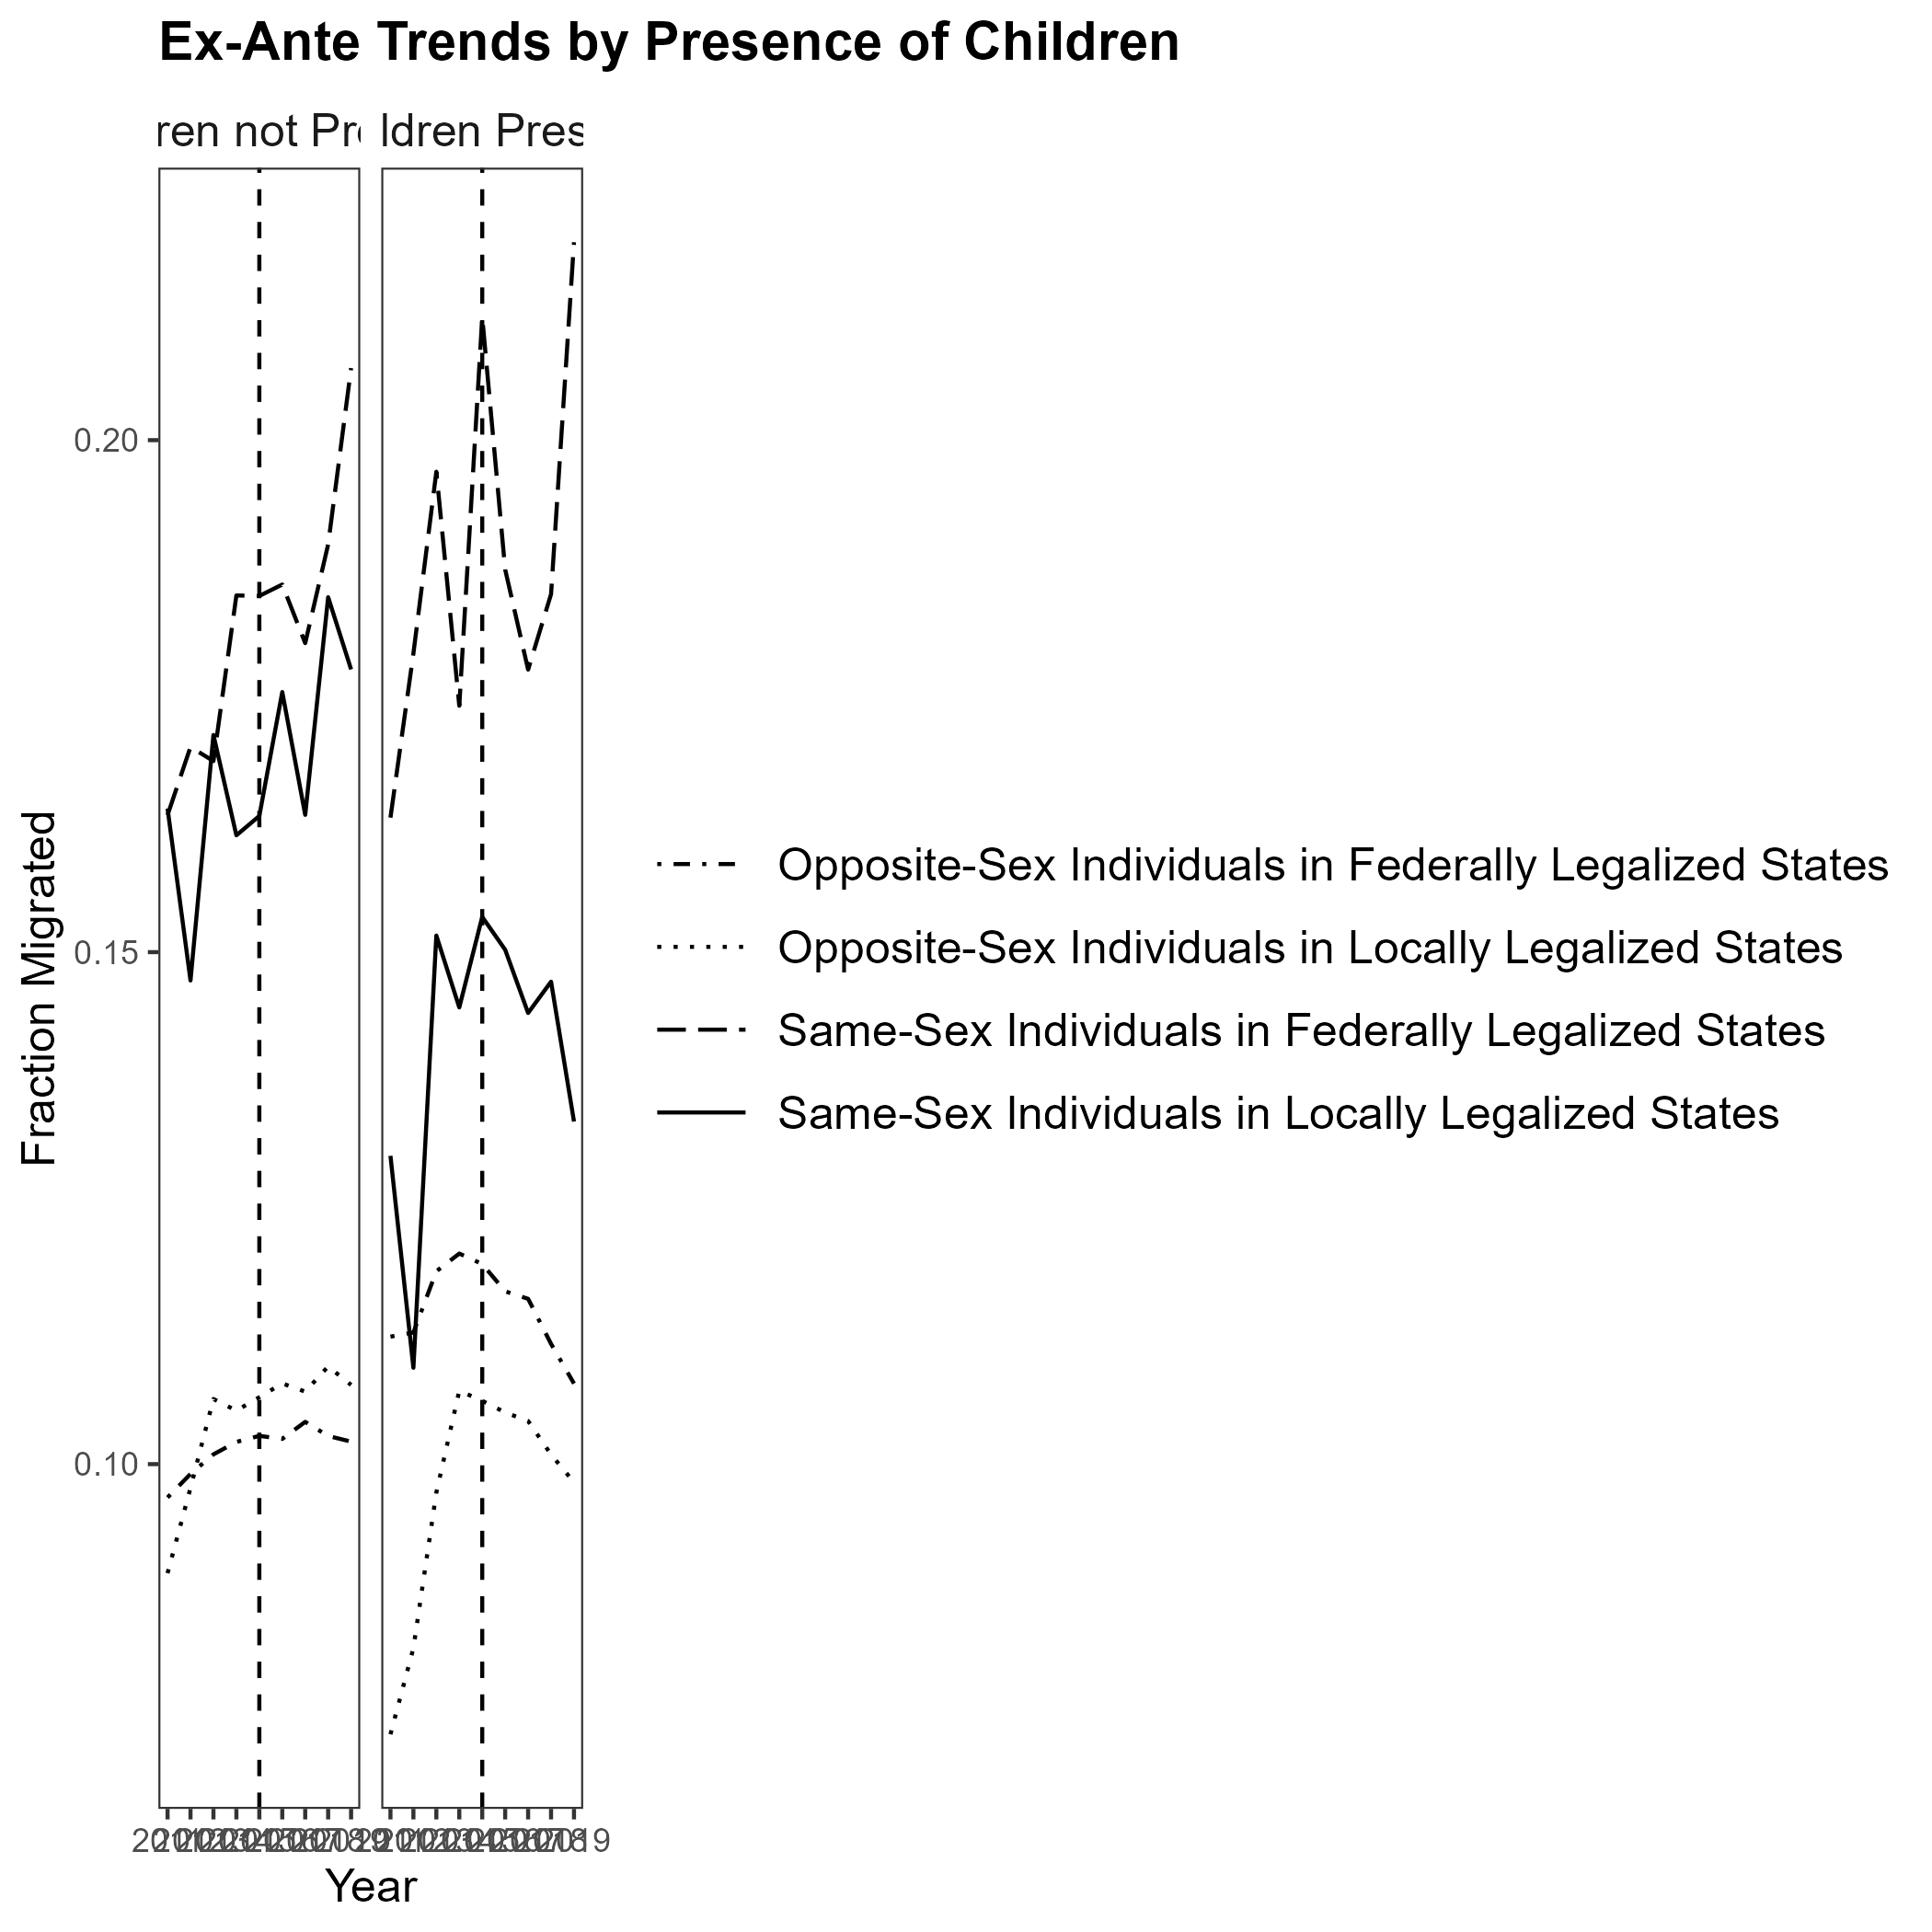 Ex-Ante Trends by Presence of Children
ren not Pr
ldren Pres
0.20
0.15
0.10
Fraction Migrated
Opposite-Sex Individuals in Federally Legalized States
Opposite-Sex Individuals in Locally Legalized States
Same-Sex Individuals in Federally Legalized States
Same-Sex Individuals in Locally Legalized States
Year